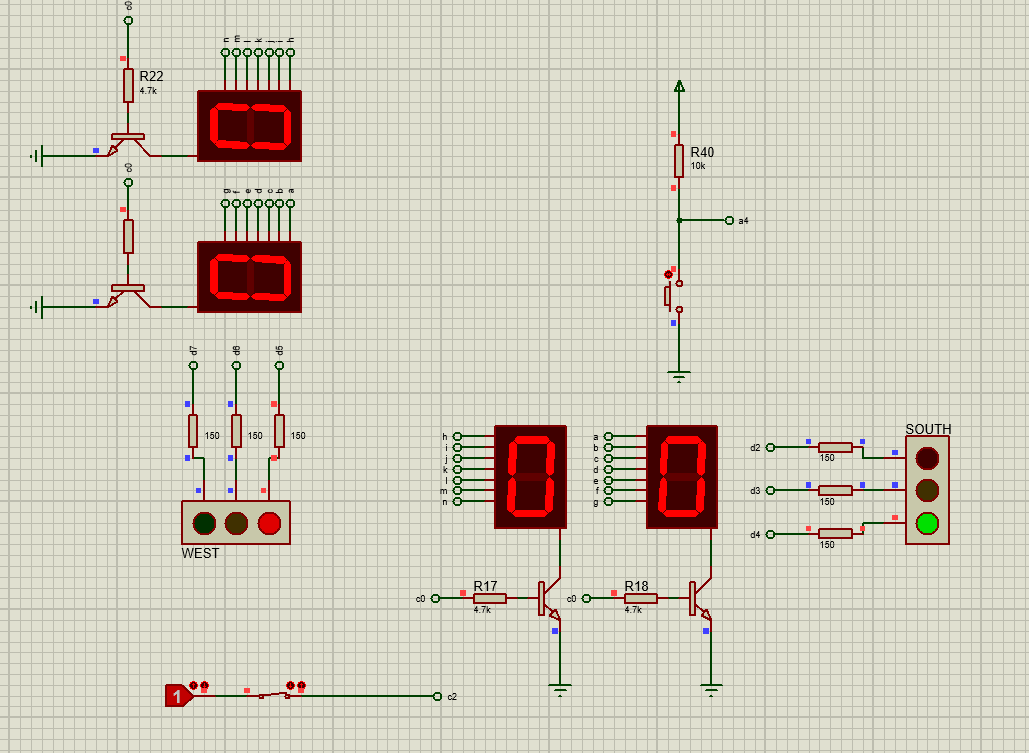 c0
R22
4.7k
n m l k j i h
c0
g f e d c b a
R40
10k
a4
d7 d6 d5
150 150 150
WEST
h
i
j
k
l
m
n
a
b
c
d
e
f
g
SOUTH
d2
150
d3
150
d4
150
c0
R17
4.7k
c0
R18
4.7k
1
c2